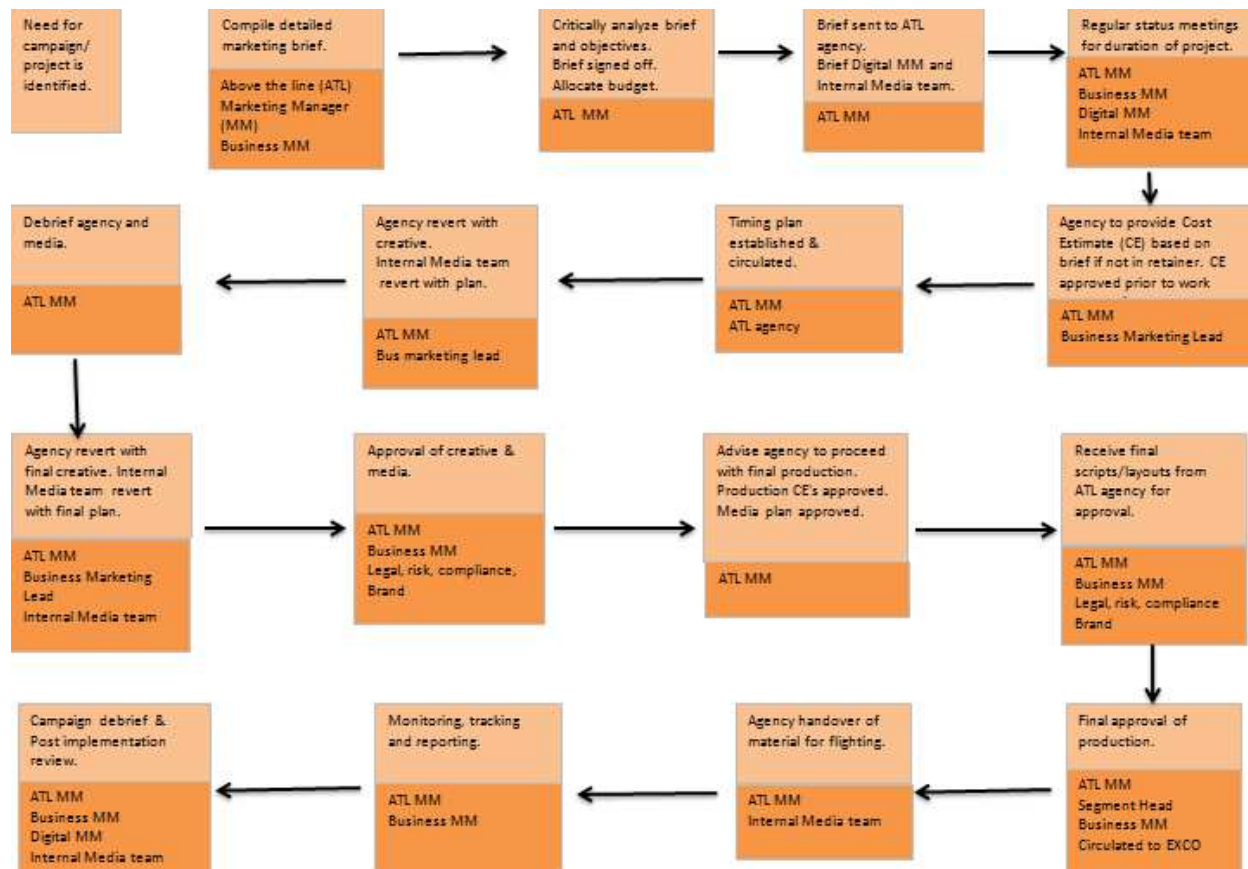 Need for
campaign/
project is
identified.
Compile detailed
marketing brief.
Above the line (ATL)
Marketing Manager
(MM)
Business MM
Critically analyze brief
and objectives.
Brief signed off.
Allocate budget.
ATL MM
Brief sent to ATL
agency.
Brief Digital MM and
Internal Media team.
ATL MM
Regular status meetings
for duration of project.
ATL MM
Business MM
Digital MM
Internal Media team
Agency to provide Cost
Estimate (CE) based on
brief if not in retainer. CE
approved prior to work
ATL MM
Business Marketing Lead
Timing plan
established &
circulated.
ATL MM
ATL agency
Agency revert with
creative.
Internal Media team
revert with plan.
ATL MM
Bus marketing lead
Debrief agency and
media.
ATL MM
Agency revert with
final creative. Internal
Media team revert
with final plan.
ATL MM
Business Marketing
Lead
Internal Media team
Approval of creative &
media.
ATL MM
Business MM
Legal, risk, compliance,
Brand
Advise agency to proceed
with final production.
Production CE's approved.
Media plan approved.
ATL MM
Receive final
scripts/layouts from
ATL agency for
approval.
ATL MM
Business MM
Legal, risk, compliance
Brand
Final approval of
production.
ATL MM
Segment Head
Business MM
Circulated to EXCO
Agency handover of
material for flighting.
ATL MM
Internal Media team
Monitoring, tracking
and reporting.
ATL MM
Business MM
Campaign debrief &
Post implementation
review.
ATL MM
Business MM
Digital MM
Internal Media team